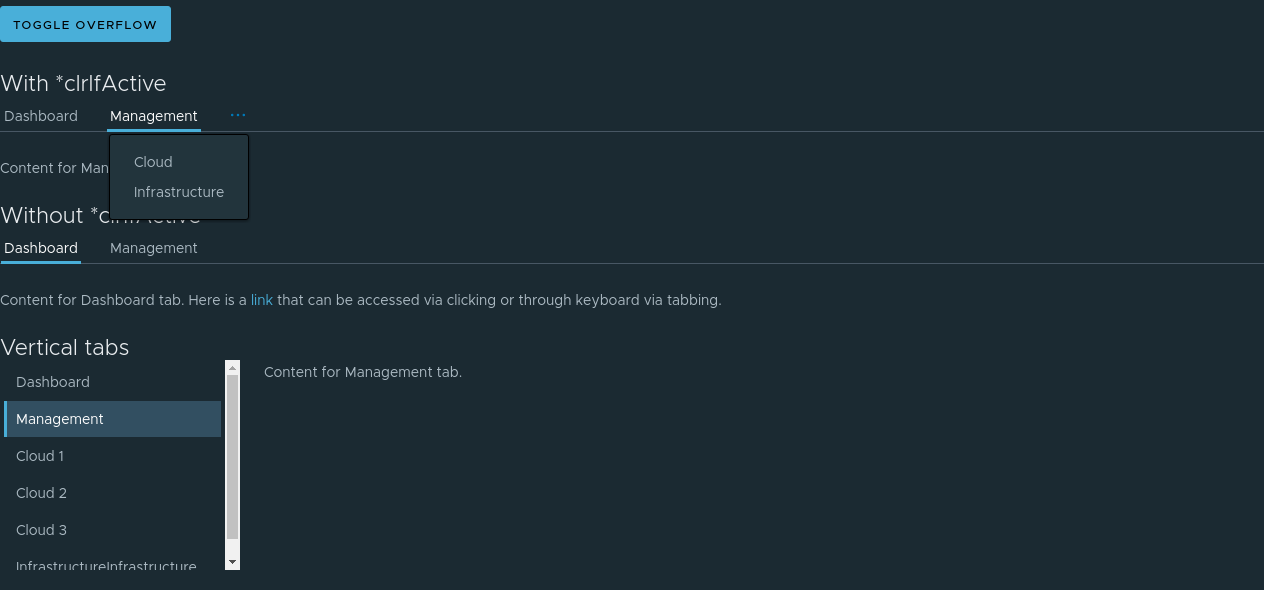 TOGGLE OVERFLOW
With *clrIfActive
Dashboard Management ...
Cloud
Content for Man
Infrastructure
Without *clrIfActive
Dashboard Management
Content for Dashboard tab. Here is a link that can be accessed via clicking or through keyboard via tabbing.
Vertical tabs
Content for Management tab.
Dashboard
Management
Cloud 1
Cloud 2
Cloud 3
InfrastructureInfrastructure